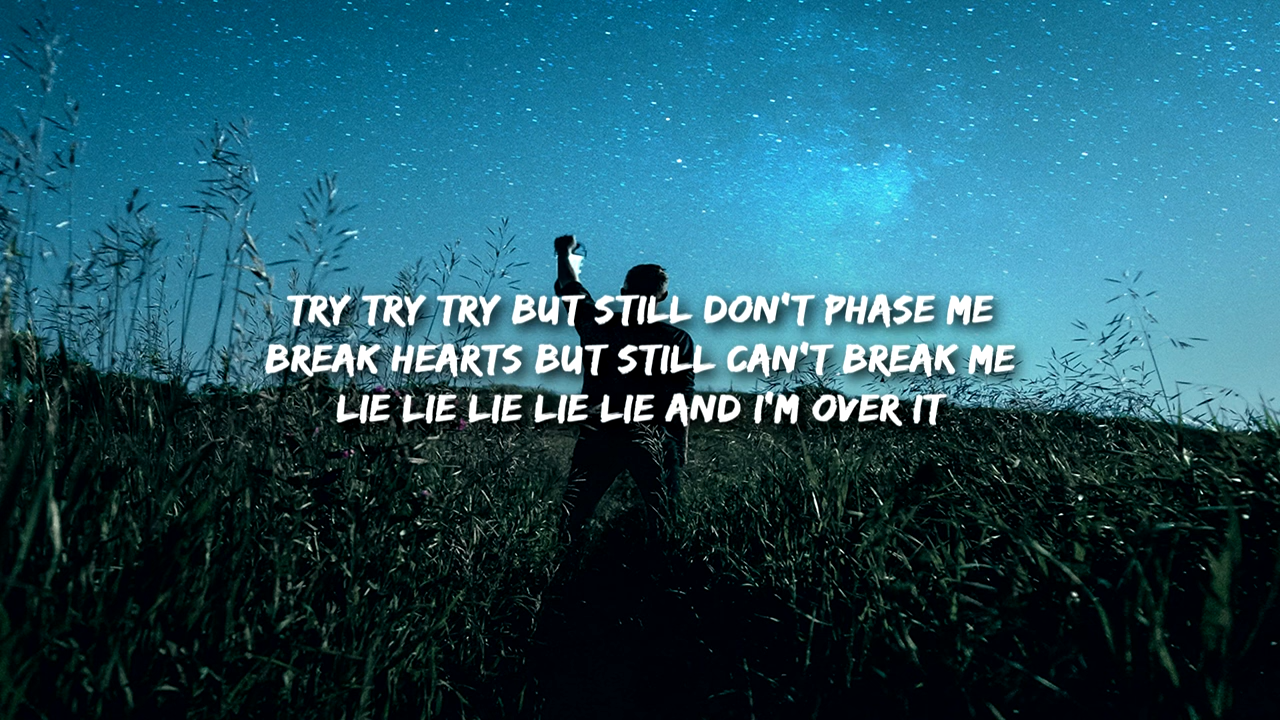 TRY TRY TRY BUT STILL DON'T PHASE ME
BREAK HEARTS BUT STILL CAN'T BREAK ME
LIE LIE LIE LIE LIE AND I'M OVER IT